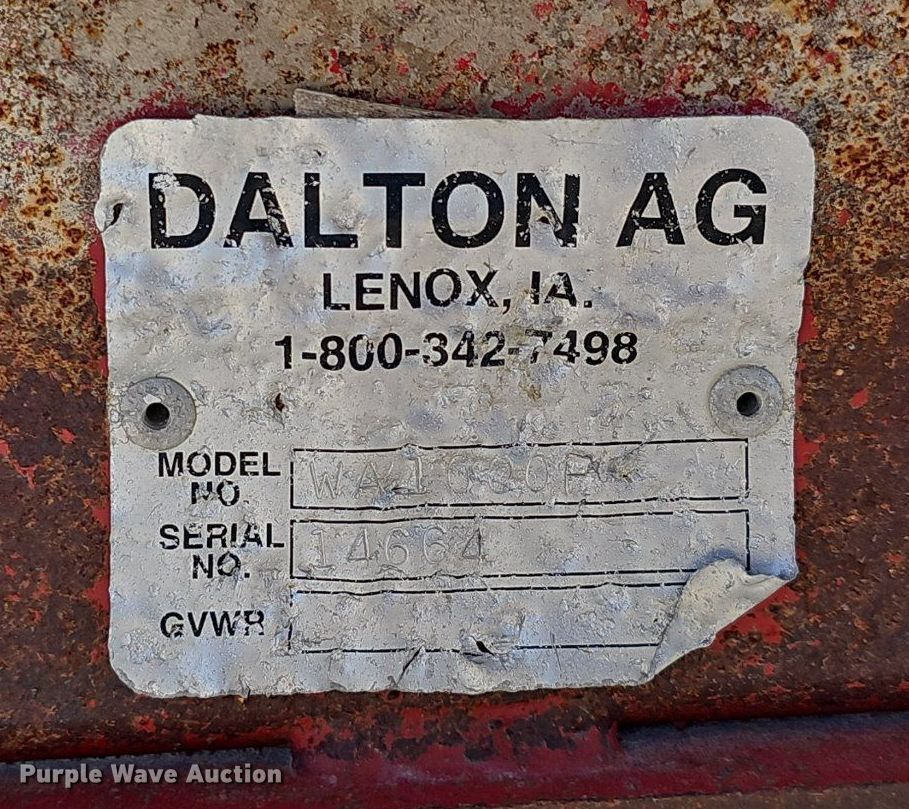 DALTON AG
LENOX, IA.
1-800-342-7498
MODEL NO.
SERIAL NO. 14664
GVWR
Purple Wave Auction